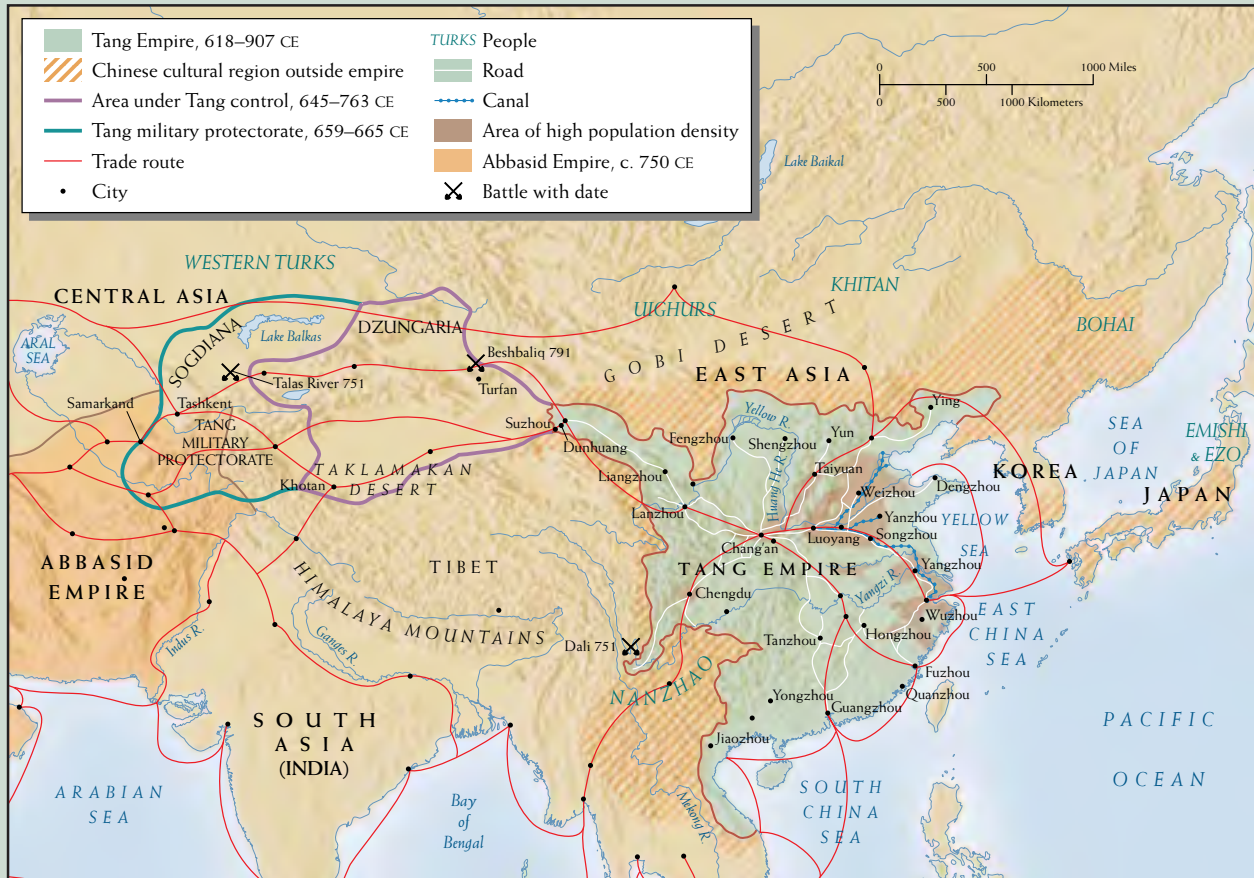 Tang Empire, 618–907 CE
Chinese cultural region outside empire
Area under Tang control, 645–763 CE
Tang military protectorate, 659–665 CE
Trade route
City
TURKS People
Road
Canal
Area of high population density
Abbasid Empire, c. 750 CE
Battle with date
0 500 1000 Miles
0 500 1000 Kilometers
Lake Baikal
WESTERN TURKS
CENTRAL ASIA
KHITAN
UIGHURS
BOHAI
DZUNGARIA
SOGDIANA
Lake Balkas
ARAL
SEA
GOBI DESERT
Beshbaliq 791
EAST ASIA
Talas River 751
Turfan
Samarkand
Tashkent
TANG
MILITARY
PROTECTORATE
Suzhou
Dunhuang
Yellow R.
Ying
Fengzhou
Shengzhou
Yun
SEA
OF
JAPAN
EMISHI
& EZO
TAKLAMAKAN
DESERT
Khotan
Liangzhou
Huang He R.
Taiyuan
KOREA
JAPAN
Weizhou
Dengzhou
Lanzhou
Yanzhou
YELLOW
SEA
Luoyang
Songzhou
Chang'an
ABBASID
EMPIRE
TIBET
TANG EMPIRE
Yangzhou
HIMALAYA MOUNTAINS
Chengdu
Yangzi R.
EAST
CHINA
SEA
Wuzhou
Indus R.
Ganges R.
Dali 751
Tanzhou
Hongzhou
NANZHAO
Fuzhou
Quanzhou
Yongzhou
Guangzhou
SOUTH
ASIA
(INDIA)
Jiaozhou
PACIFIC
OCEAN
ARABIAN
SEA
Bay
of
Bengal
Mekong R.
SOUTH
CHINA
SEA